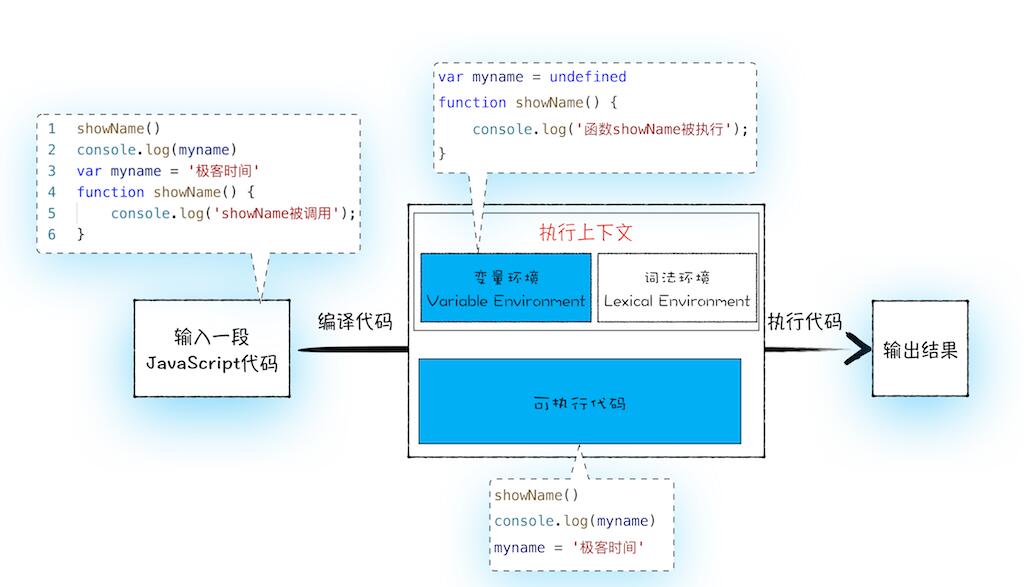 var myname = undefined
function showName() {
    console.log('函数showName被执行');
}
1 showName()
2 console.log(myname)
3 var myname = '极客时间'
4 function showName() {
5     console.log('showName被调用');
6 }
执行上下文
变量环境
Variable Environment
词法环境
Lexical Environment
输入一段
JavaScript代码
编译代码
执行代码
输出结果
可执行代码
showName()
console.log(myname)
myname = '极客时间'